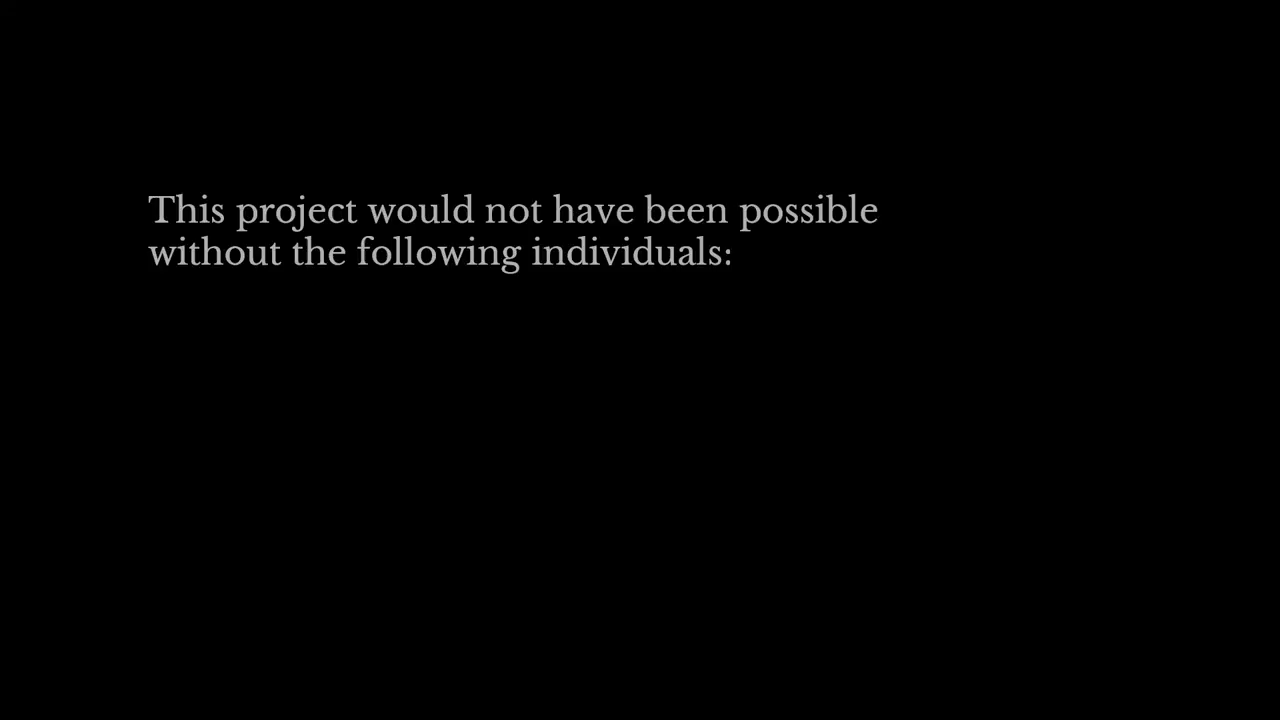 This project would not have been possible
without the following individuals: